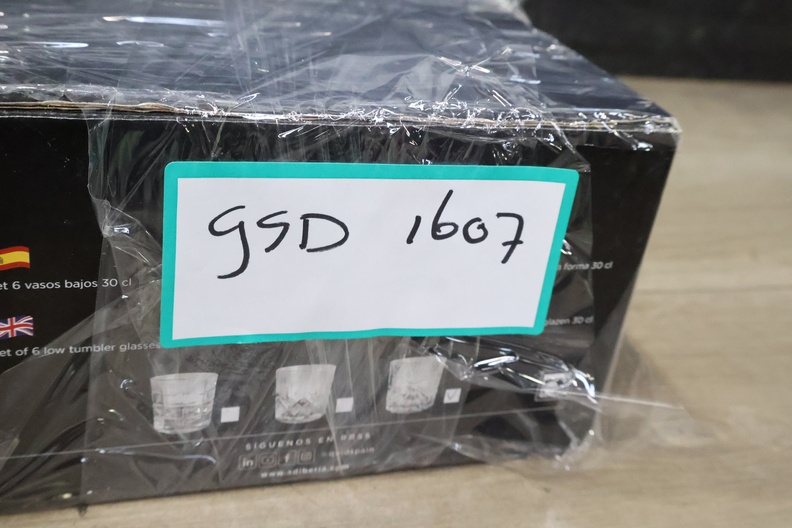 GSD 1607
et 6 vasos bajos 30 cl
forma 30 cl
et of 6 low tumbler glasses
glazen 30 cl
SÍGUENOS EN RRSS